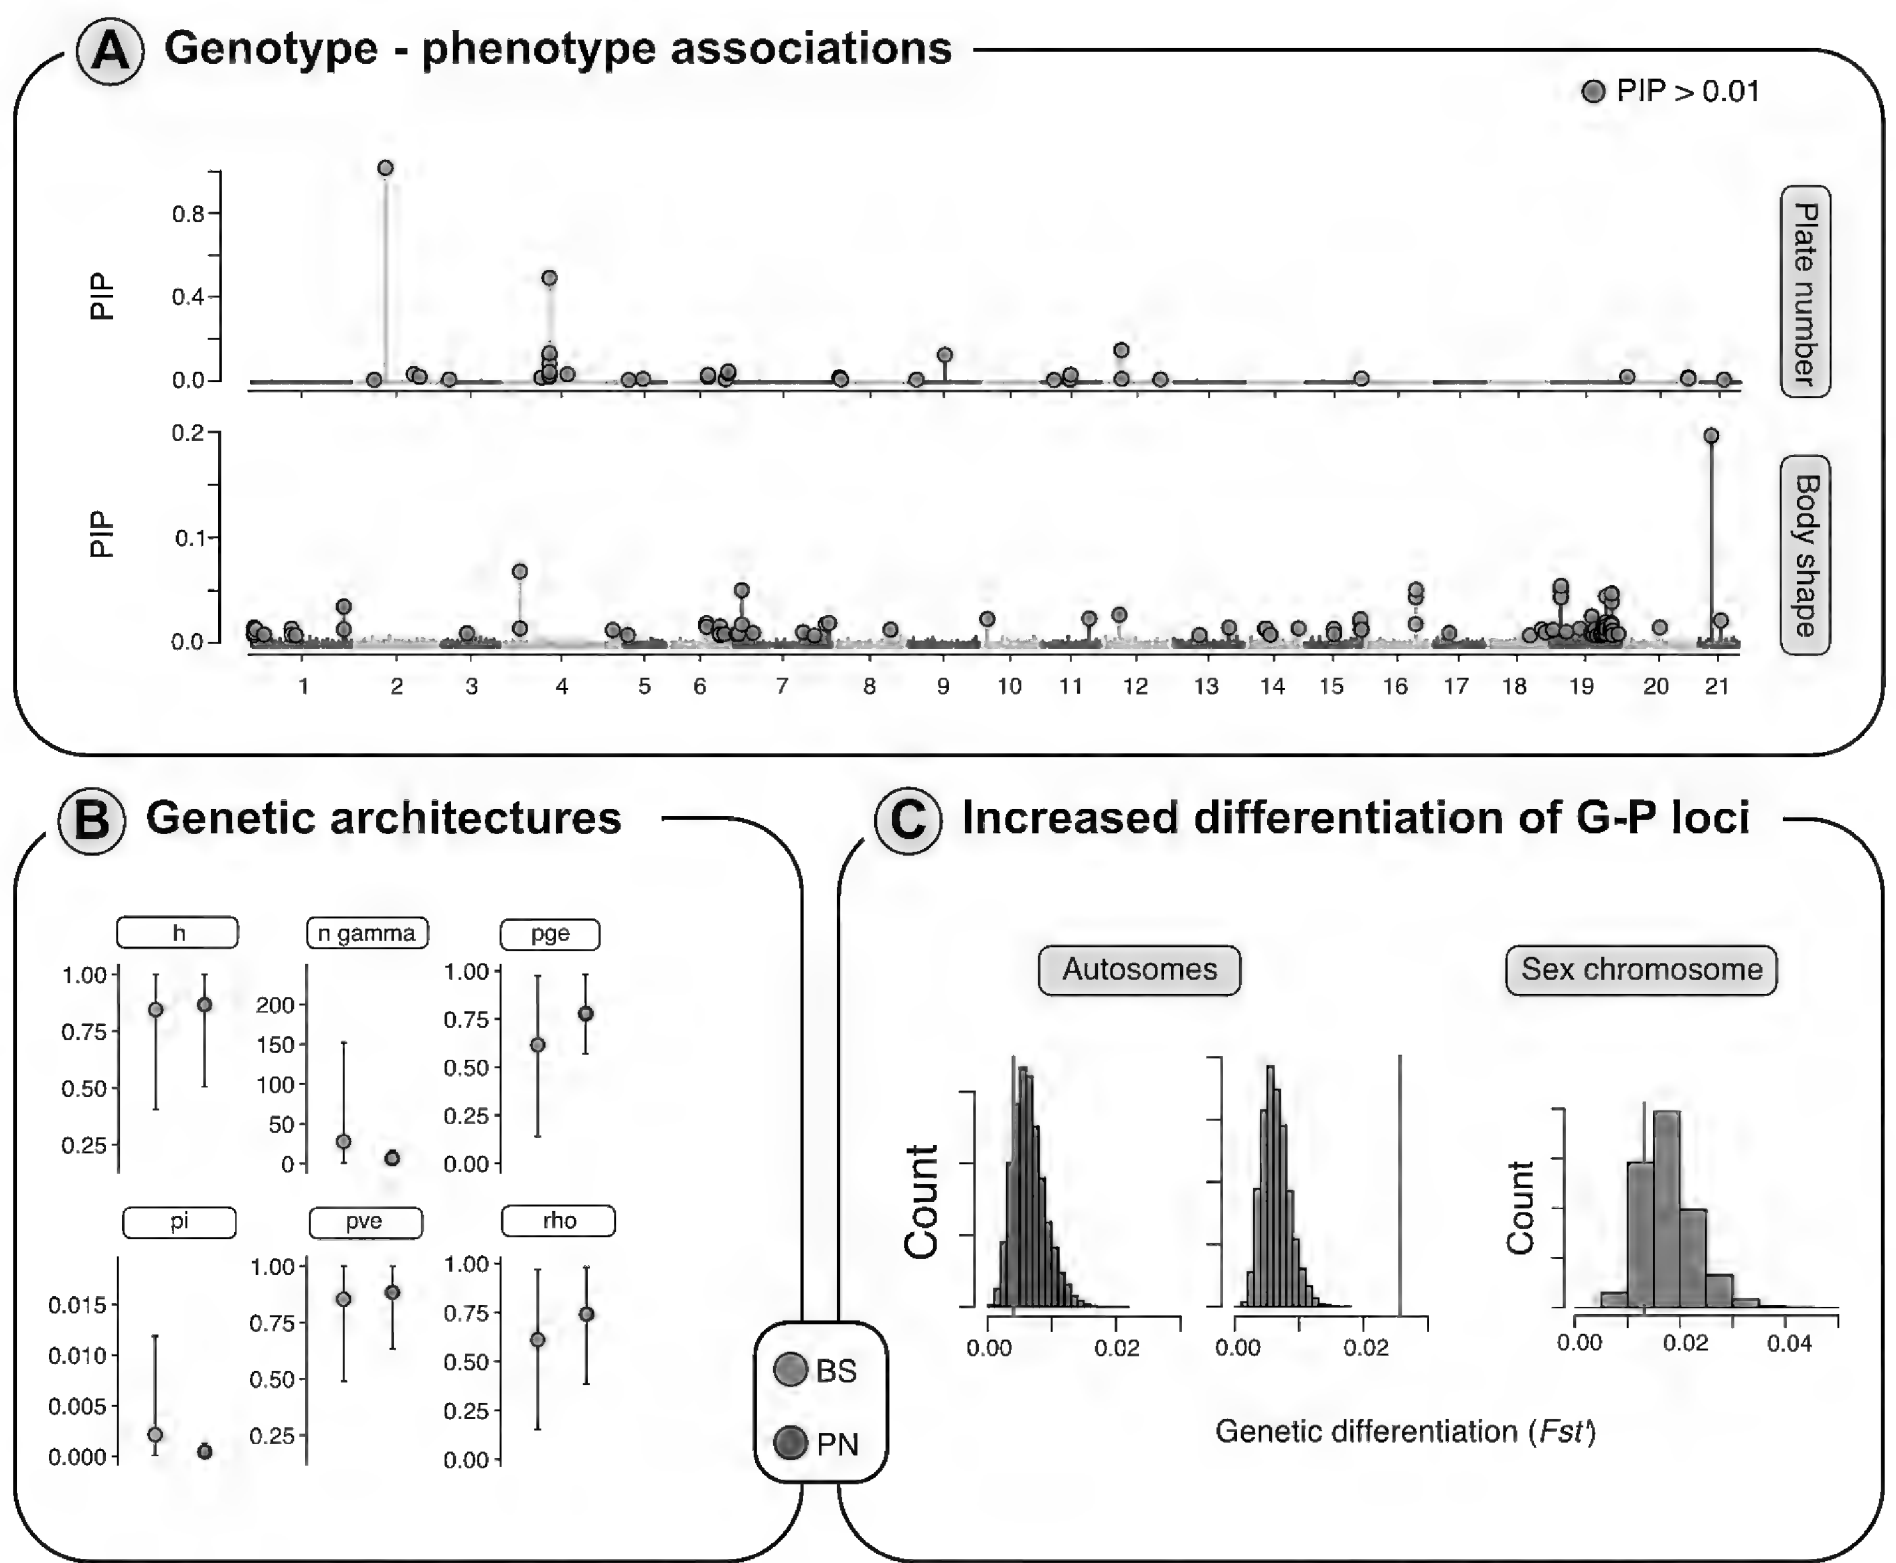 A Genotype - phenotype associations
PIP > 0.01
0.8
0.4
0.0
PIP
Plate number
0.2
0.1
0.0
PIP
Body shape
1 2 3 4 5 6 7 8 9 10 11 12 13 14 15 16 17 18 19 20 21
B Genetic architectures
h
1.00
0.75
0.50
0.25
n gamma
200
150
100
50
0
pge
1.00
0.75
0.50
0.25
0.00
pi
0.015
0.010
0.005
0.000
pve
1.00
0.75
0.50
0.25
rho
1.00
0.75
0.50
0.25
0.00
BS
PN
C Increased differentiation of G-P loci
Autosomes
Sex chromosome
Count
0.00 0.02
0.00 0.02
Count
0.00 0.02 0.04
Genetic differentiation (Fst')